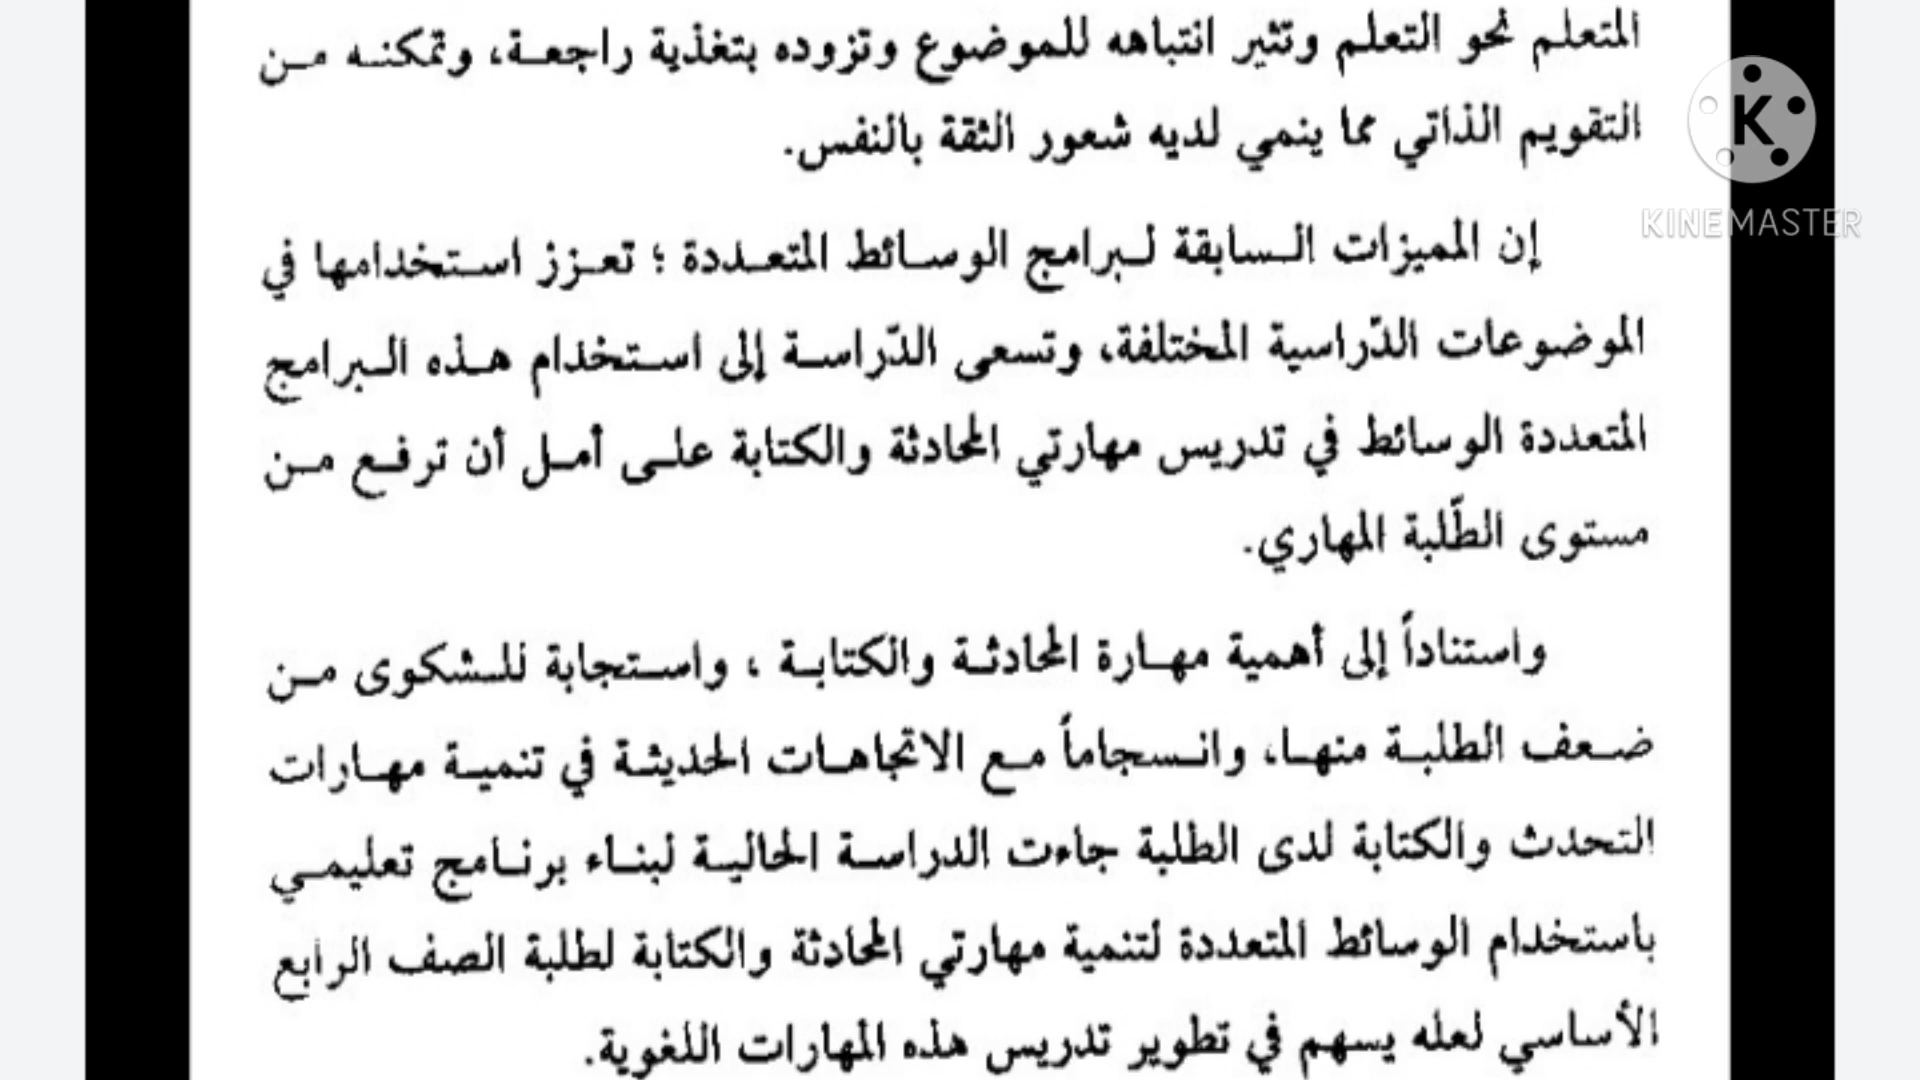 المتعلم نحو التعلم وتثير انتباهه للموضوع وتزوده بتغذية راجعة، وتمكنه من
التقويم الذاتي مما ينمي لديه شعور الثقة بالنفس.
إن المميزات السابقة لبرامج الوسائط المتعددة ؛ تعزز استخدامها في
الموضوعات الدّراسية المختلفة، وتسعى الدّراسة إلى استخدام هذه البرامج
المتعددة الوسائط في تدريس مهارتي المحادثة والكتابة على أمل أن ترفع من
مستوى الطّلبة المهاري.
واستناداً إلى أهمية مهارة المحادثة والكتابة ، واستجابة للشكوى من
ضعف الطلبة منها، وانسجاماً مع الاتجاهات الحديثة في تنمية مهارات
التحدث والكتابة لدى الطلبة جاءت الدراسة الحالية لبناء برنامج تعليمي
باستخدام الوسائط المتعددة لتنمية مهارتي المحادثة والكتابة لطلبة الصف الرابع
الأساسي لعله يسهم في تطوير تدريس هذه المهارات اللغوية.
K
KINEMASTER